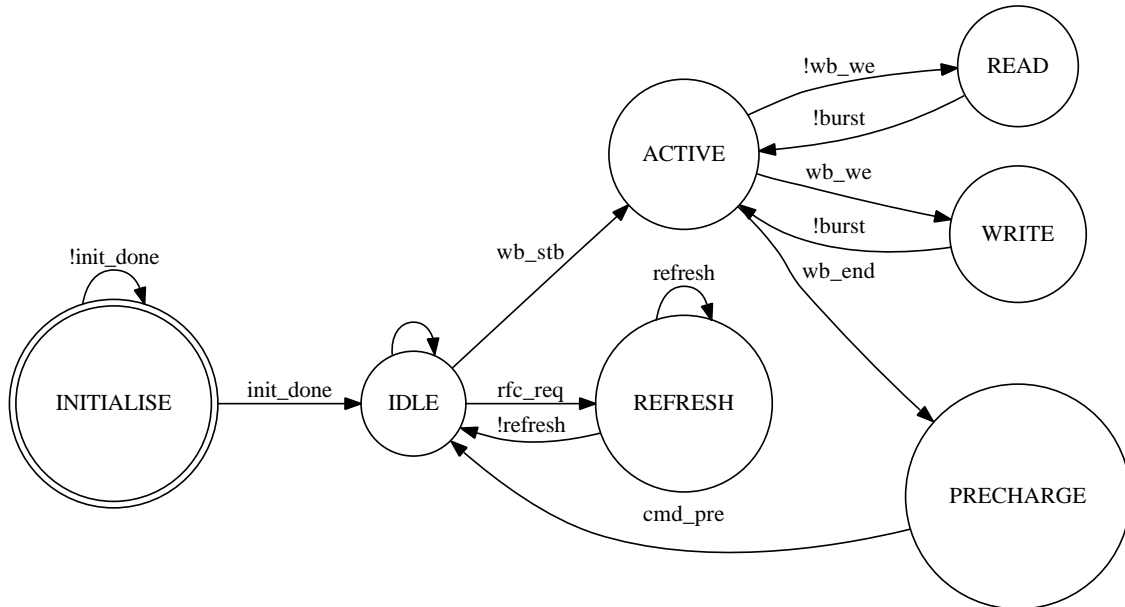 !wb_we
READ
!burst
ACTIVE
wb_we
!burst
WRITE
wb_stb
wb_end
!init_done
refresh
INITIALISE
init_done
IDLE
rfc_req
REFRESH
!refresh
PRECHARGE
cmd_pre